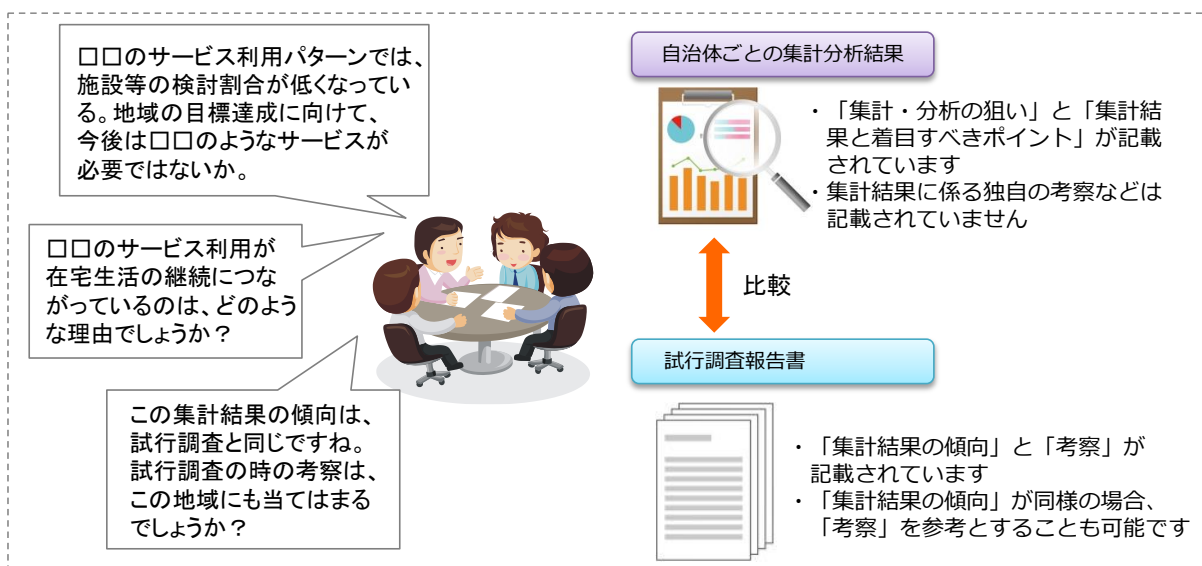 □□のサービス利用パターンでは、
施設等の検討割合が低くなってい
る。地域の目標達成に向けて、
今後は□□のようなサービスが
必要ではないか。
□□のサービス利用が
在宅生活の継続につな
がっているのは、どのよう
な理由でしょうか？
この集計結果の傾向は、
試行調査と同じですね。
試行調査の時の考察は、
この地域にも当てはまる
でしょうか？
自治体ごとの集計分析結果
・「集計・分析の狙い」と「集計結
果と着目すべきポイント」が記載
されています
・集計結果に係る独自の考察などは
記載されていません
比較
試行調査報告書
・「集計結果の傾向」と「考察」が
記載されています
・「集計結果の傾向」が同様の場合、
「考察」を参考とすることも可能です